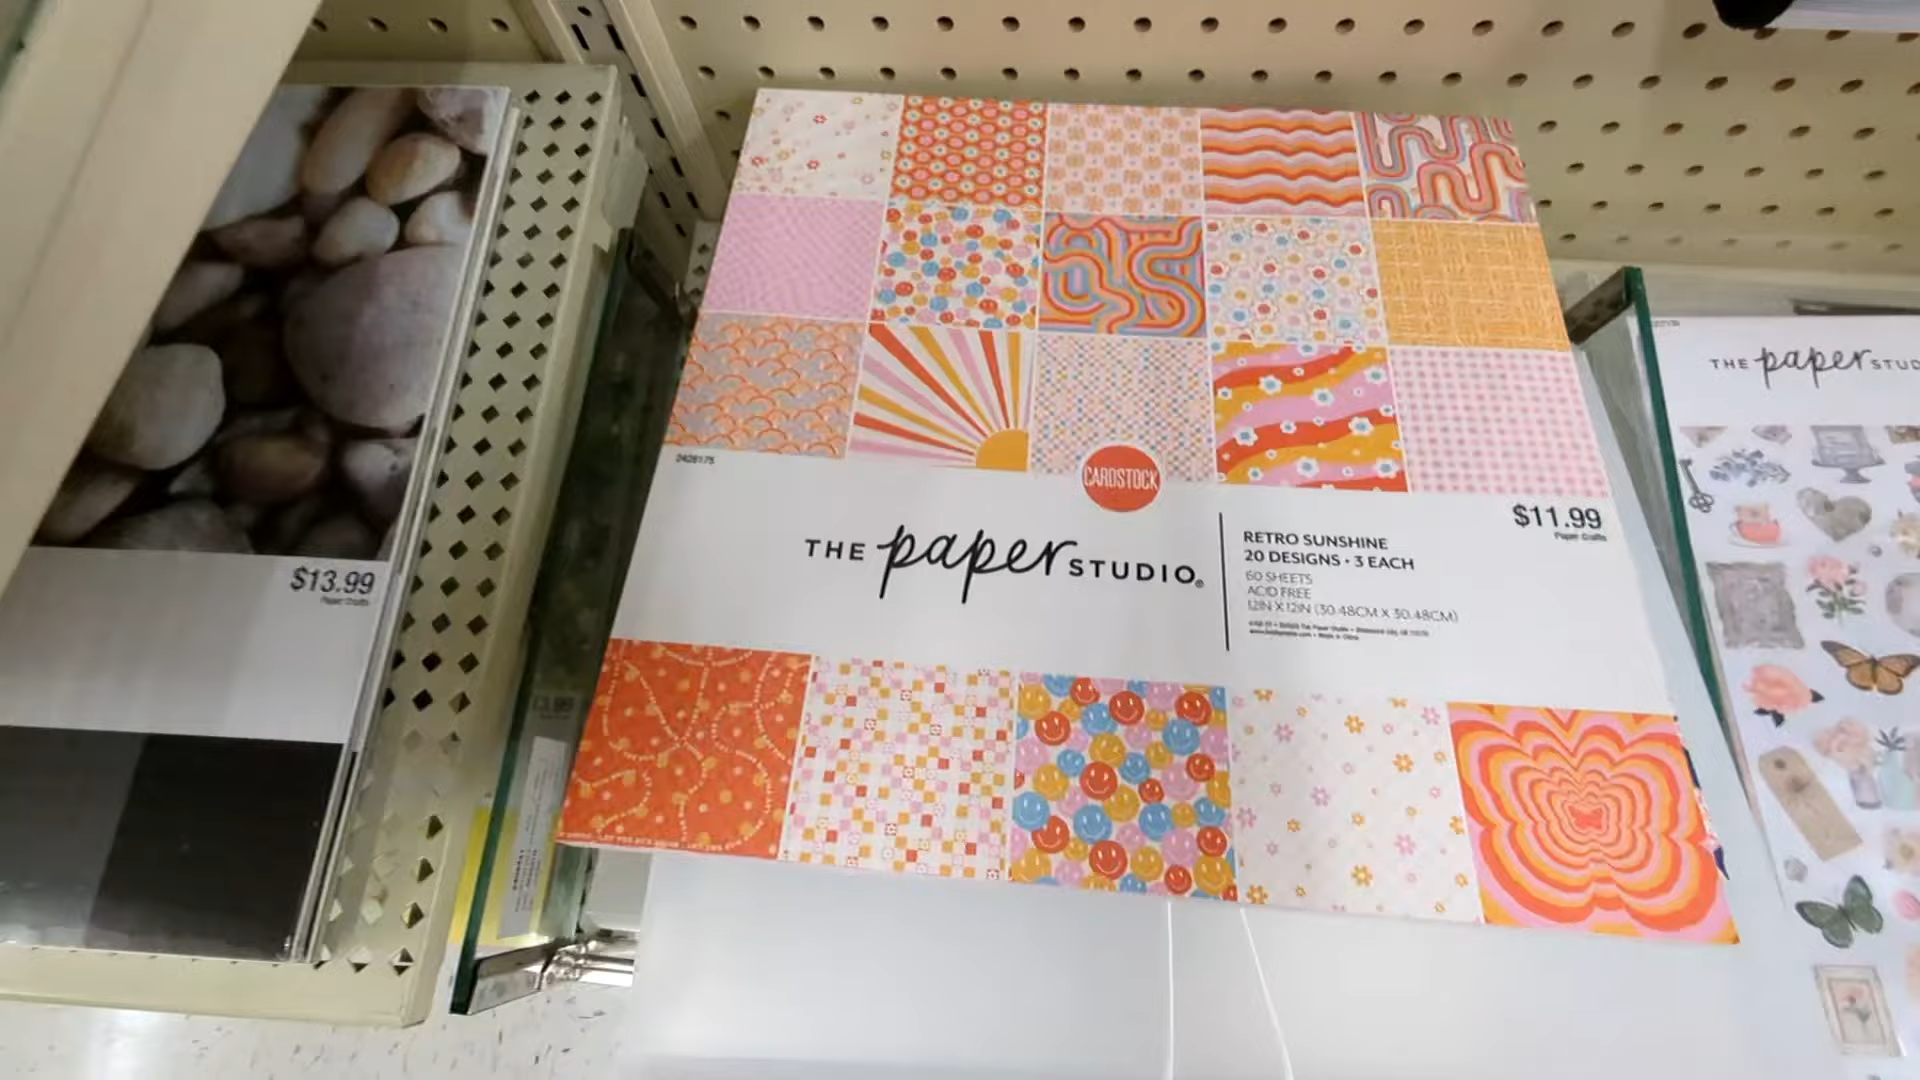 $13.99
Paper Crafts
2428175
CARDSTOCK
THE paper STUDIO®
$11.99
Paper Crafts
RETRO SUNSHINE
20 DESIGNS • 3 EACH
60 SHEETS
ACID FREE
12IN X 12IN (30.48CM X 30.48CM)
THE paper STUD